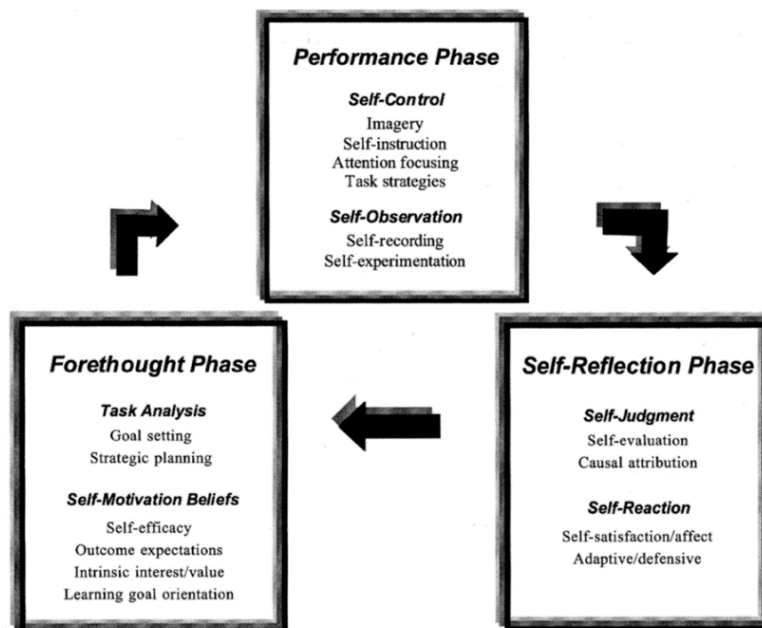 Performance Phase
Self-Control
Imagery
Self-instruction
Attention focusing
Task strategies
Self-Observation
Self-recording
Self-experimentation
Forethought Phase
Task Analysis
Goal setting
Strategic planning
Self-Motivation Beliefs
Self-efficacy
Outcome expectations
Intrinsic interest/value
Learning goal orientation
Self-Reflection Phase
Self-Judgment
Self-evaluation
Causal attribution
Self-Reaction
Self-satisfaction/affect
Adaptive/defensive